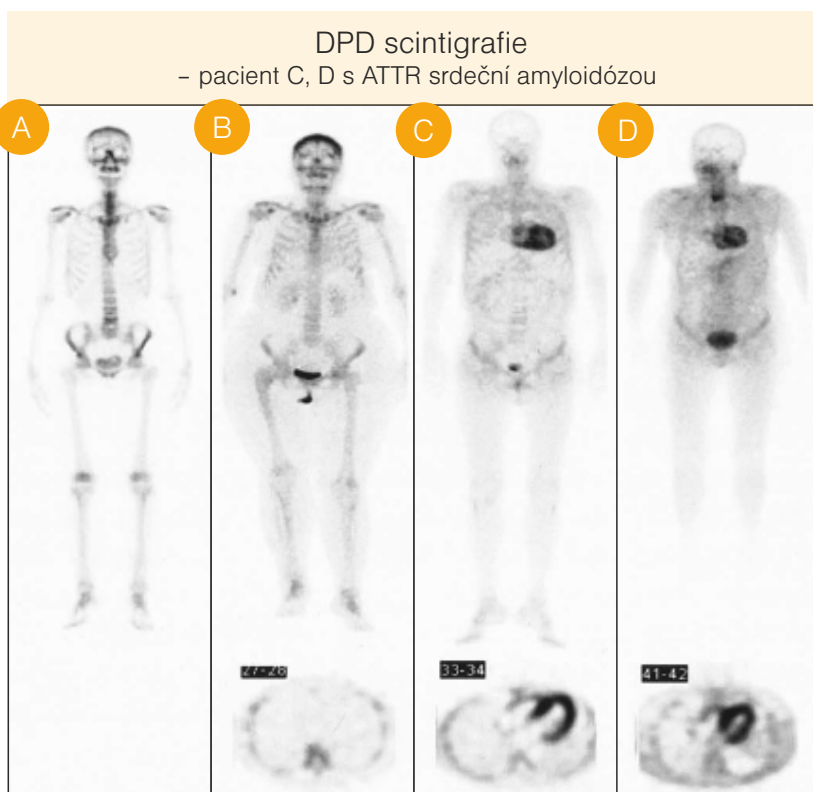 DPD scintigrafie
– pacient C, D s ATTR srdeční amyloidózou
A
B
C
D
27-28
33-34
41-42